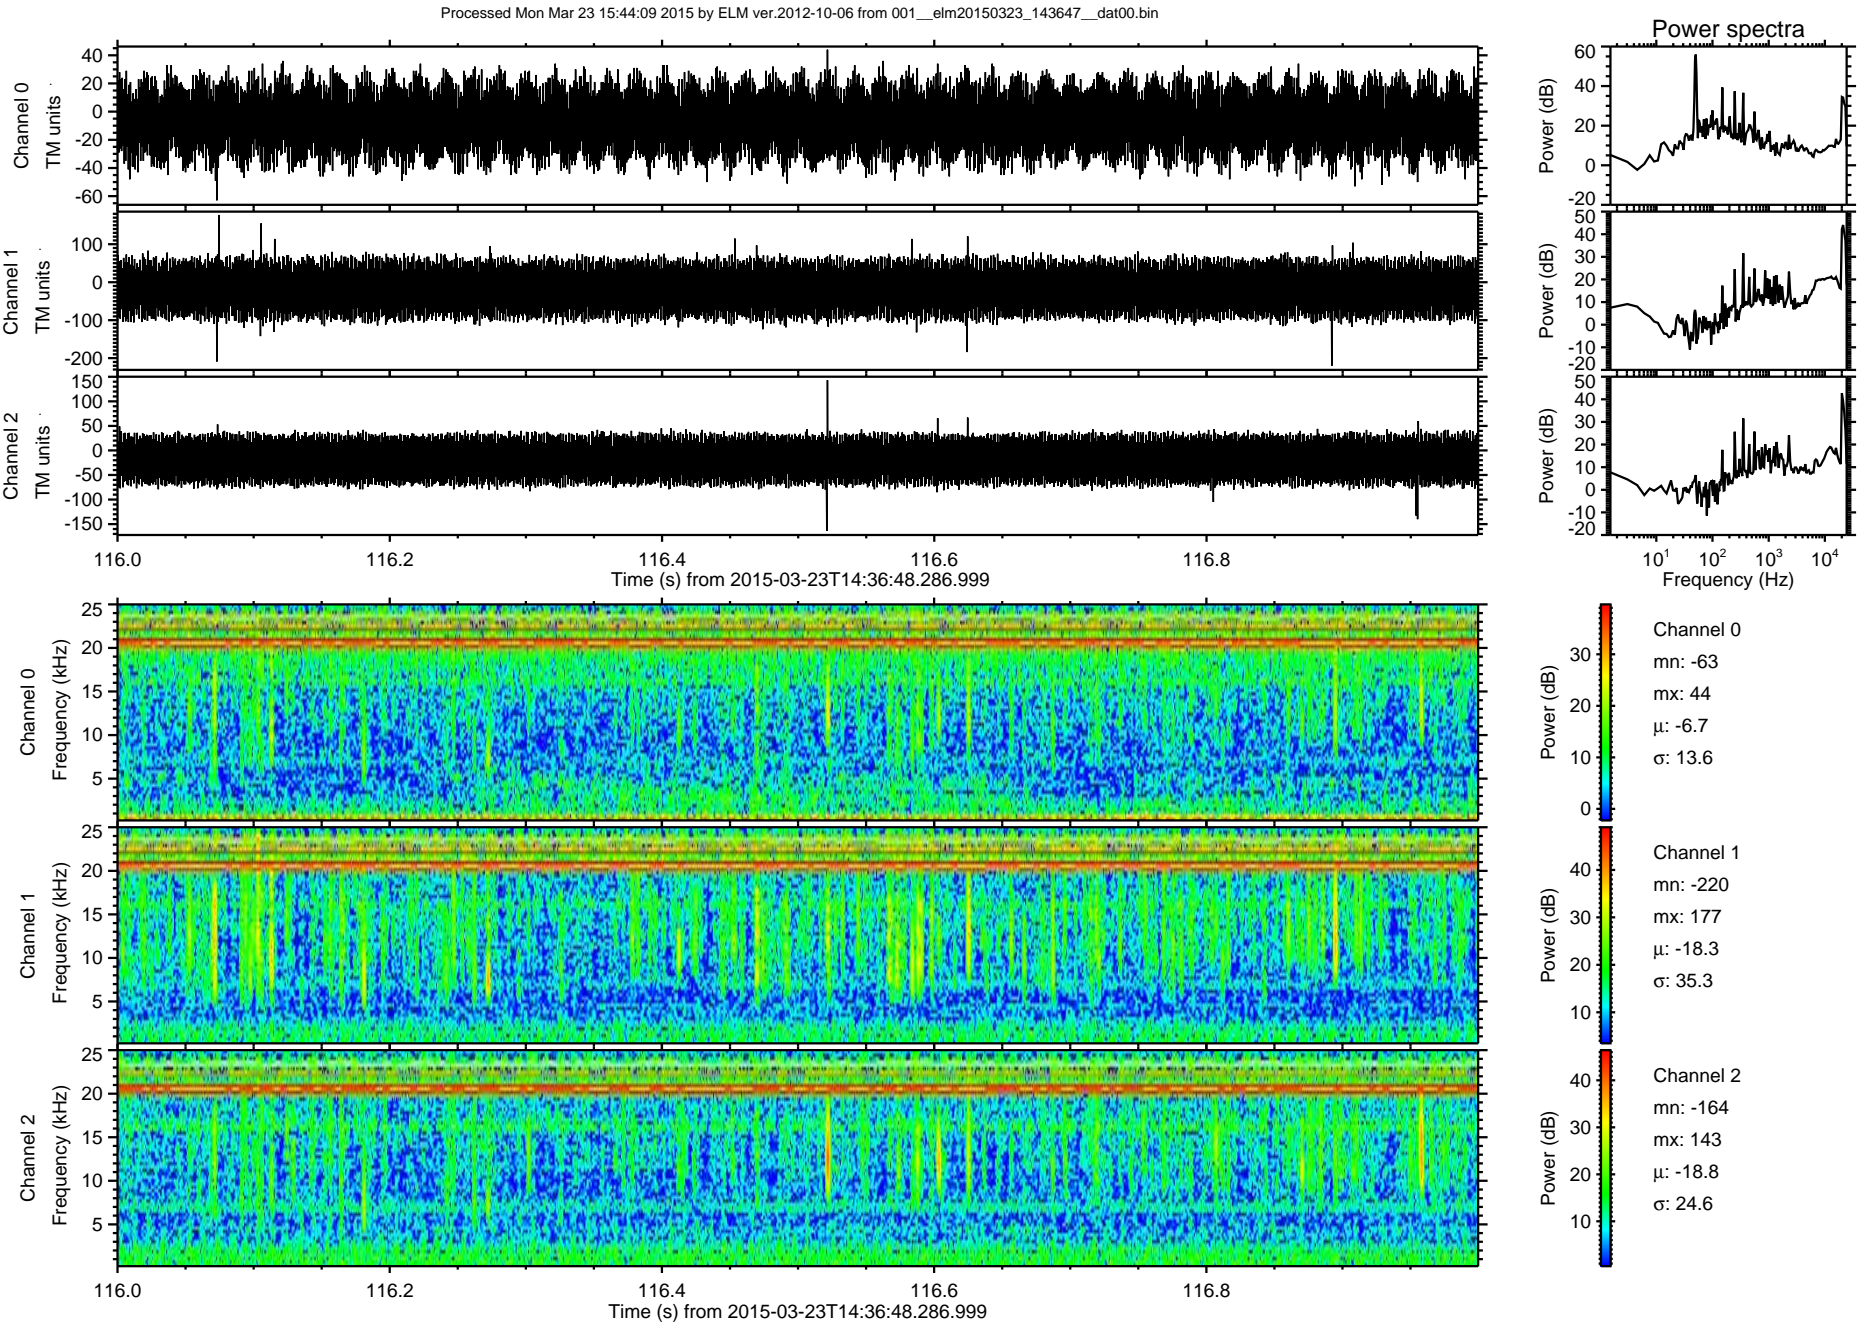 Processed Mon Mar 23 15:44:09 2015 by ELM ver.2012-10-06 from 001__elm20150323_143647__dat00.bin
Power spectra
Channel 0
TM units
40
20
0
-20
-40
-60
Power (dB)
60
40
20
0
-20
Channel 1
TM units
100
0
-100
-200
Power (dB)
50
40
30
20
10
0
-10
-20
Channel 2
TM units
150
100
50
0
-50
-100
-150
Power (dB)
50
40
30
20
10
0
-10
-20
116.0 116.2 116.4 116.6 116.8
Time (s) from 2015-03-23T14:36:48.286.999
10^1 10^2 10^3 10^4
Frequency (Hz)
Channel 0
Frequency (kHz)
25
20
15
10
5
Power (dB)
30
20
10
0
Channel 0
mn: -63
mx: 44
μ: -6.7
σ: 13.6
Channel 1
Frequency (kHz)
25
20
15
10
5
Power (dB)
40
30
20
10
Channel 1
mn: -220
mx: 177
μ: -18.3
σ: 35.3
Channel 2
Frequency (kHz)
25
20
15
10
5
Power (dB)
40
30
20
10
Channel 2
mn: -164
mx: 143
μ: -18.8
σ: 24.6
116.0 116.2 116.4 116.6 116.8
Time (s) from 2015-03-23T14:36:48.286.999